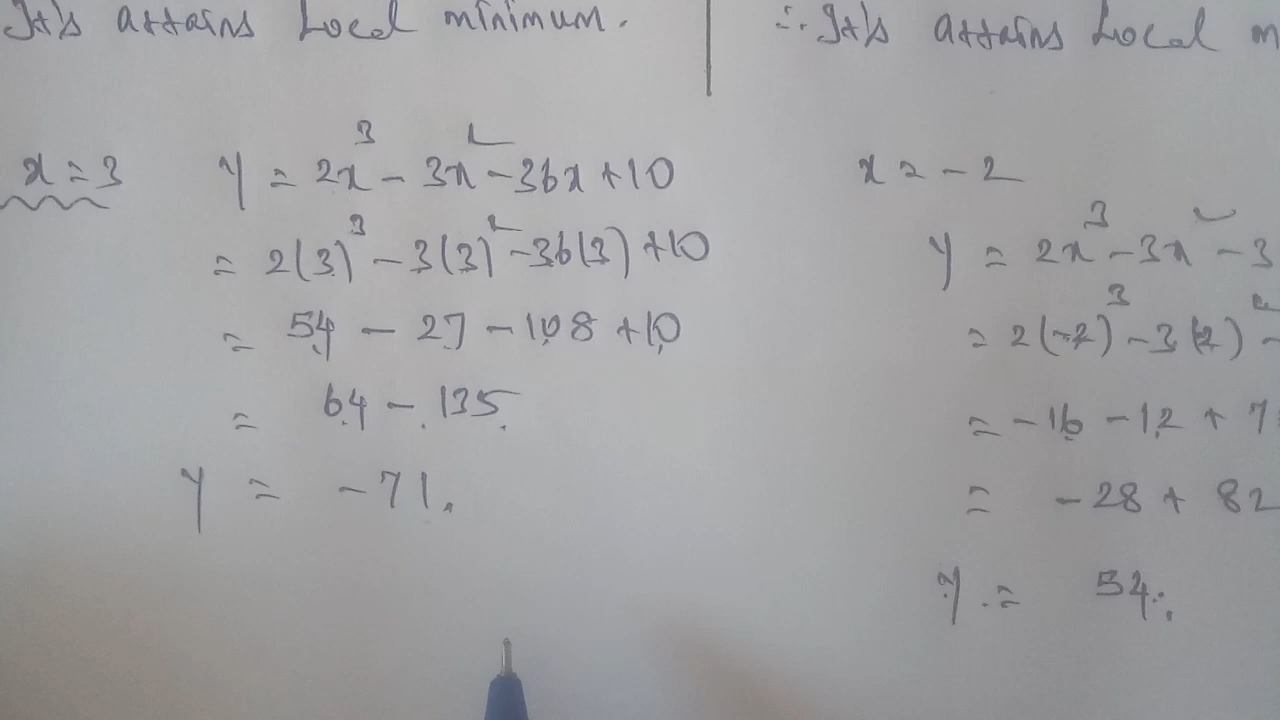 It's attains Local minimum.
x = 3 y = 2x³ - 3x² - 36x + 10
= 2(3)³ - 3(3)² - 36(3) + 10
= 54 - 27 - 108 + 10
= 64 - 135.
y = -71.
∴ It's attains Local m
x = -2
y = 2x³ - 3x² - 3
= 2(-2)³ - 3(2)² -
= -16 - 12 + 7
= -28 + 82
y = 54.